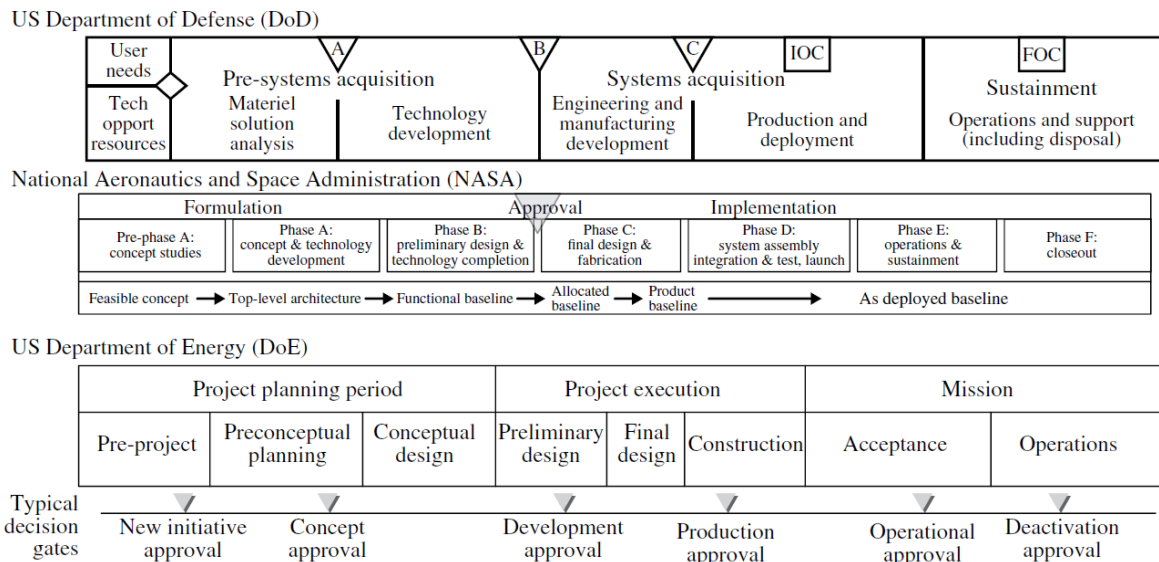 US Department of Defense (DoD)
User
needs
A
B
C
IOC
FOC
Pre-systems acquisition
Systems acquisition
Sustainment
Tech
opport
resources
Materiel
solution
analysis
Technology
development
Engineering and
manufacturing
development
Production and
deployment
Operations and support
(including disposal)
National Aeronautics and Space Administration (NASA)
Formulation
Approval
Implementation
Pre-phase A:
concept studies
Phase A:
concept & technology
development
Phase B:
preliminary design &
technology completion
Phase C:
final design &
fabrication
Phase D:
system assembly
integration & test, launch
Phase E:
operations &
sustainment
Phase F:
closeout
Feasible concept
Top-level architecture
Functional baseline
Allocated
baseline
Product
baseline
As deployed baseline
US Department of Energy (DoE)
Project planning period
Project execution
Mission
Pre-project
Preconceptual
planning
Conceptual
design
Preliminary
design
Final
design
Construction
Acceptance
Operations
Typical
decision
gates
New initiative
approval
Concept
approval
Development
approval
Production
approval
Operational
approval
Deactivation
approval